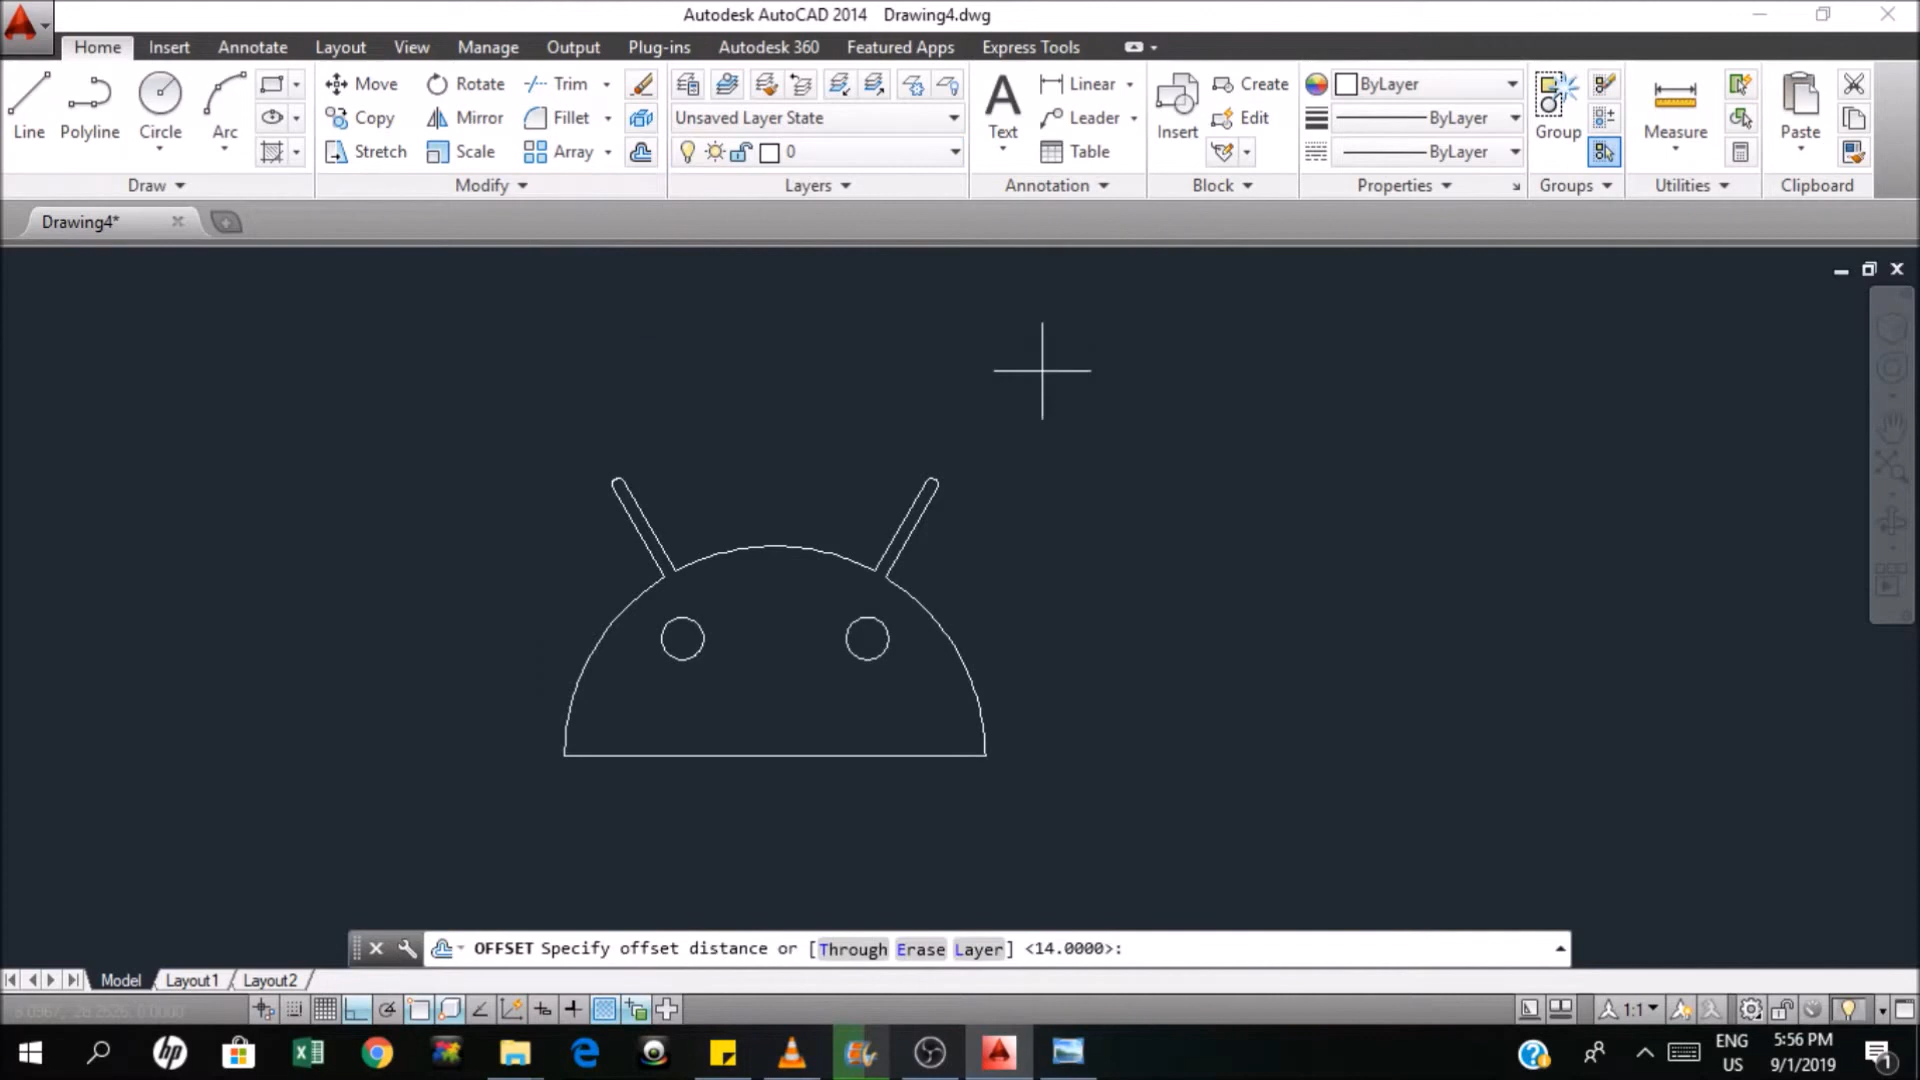 Autodesk AutoCAD 2014 Drawing4.dwg
Home Insert Annotate Layout View Manage Output Plug-ins Autodesk 360 Featured Apps Express Tools
Line Polyline Circle Arc
Move Rotate Trim
Copy Mirror Fillet
Stretch Scale Array
Unsaved Layer State
0
Text
Linear
Leader
Table
Insert
Create
Edit
ByLayer
ByLayer
ByLayer
Group
Measure
Paste
Draw Modify Layers Annotation Block Properties Groups Utilities Clipboard
Drawing4*
OFFSET Specify offset distance or [Through Erase Layer] <14.0000>:
Model Layout1 Layout2
1:1
ENG 5:56 PM
US 9/1/2019
1